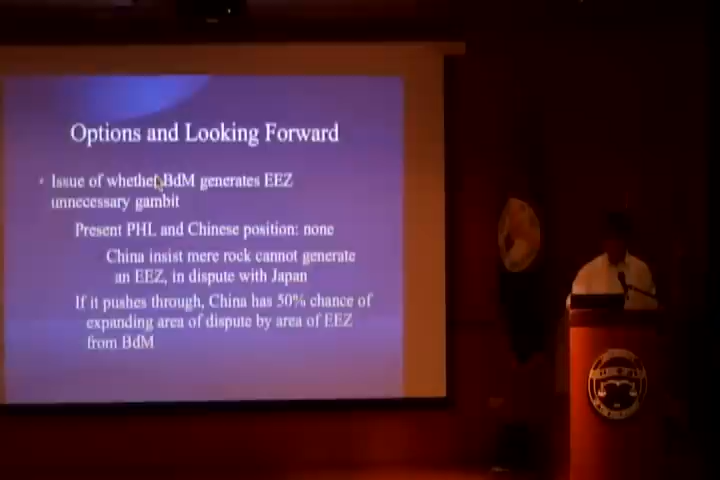 Options and Looking Forward
Issue of whether BdM generates EEZ
unnecessary gambit
Present PHL and Chinese position: none
China insist mere rock cannot generate
an EEZ, in dispute with Japan
If it pushes through, China has 50% chance of
expanding area of dispute by area of EEZ
from BdM